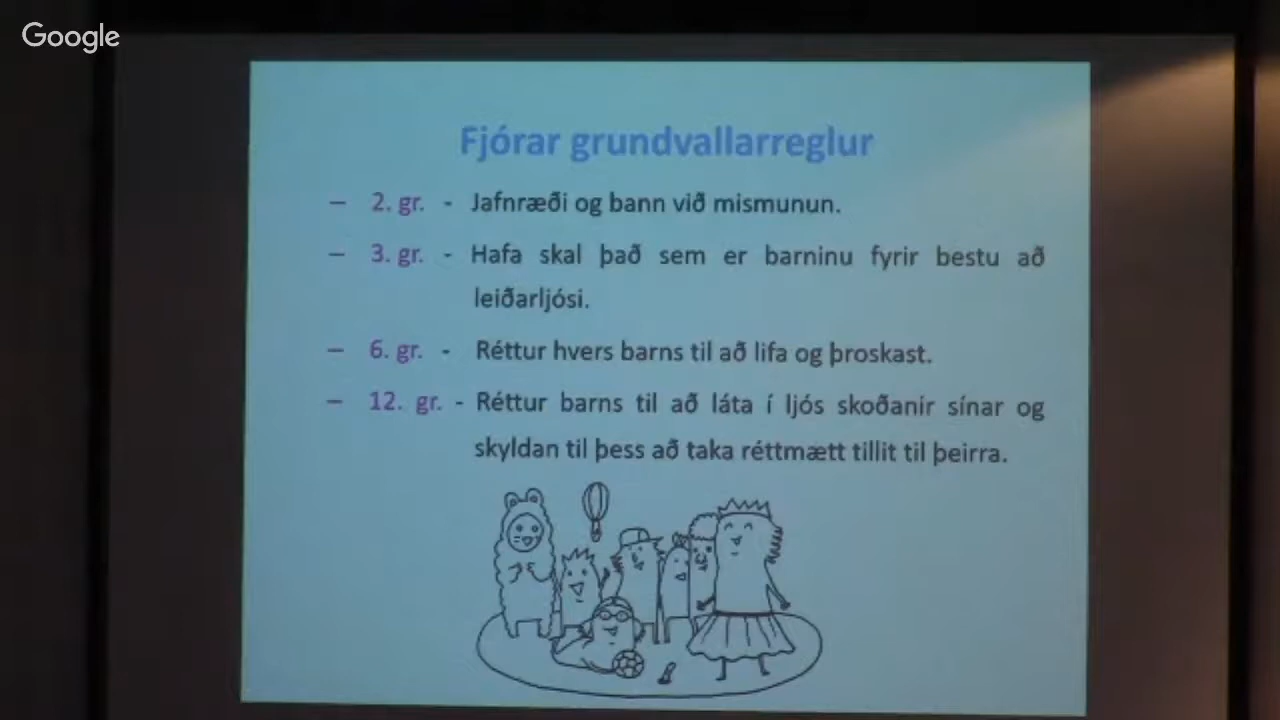 Google
Fjórar grundvallarreglur
– 2. gr. - Jafnræði og bann við mismunun.
– 3. gr. - Hafa skal það sem er barninu fyrir bestu að
leiðarljósi.
– 6. gr. - Réttur hvers barns til að lifa og þroskast.
– 12. gr. - Réttur barns til að láta í ljós skoðanir sínar og
skyldan til þess að taka réttmætt tillit til þeirra.